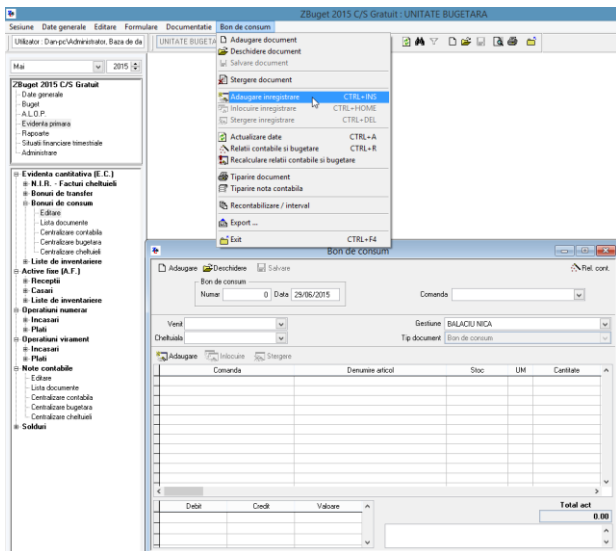 ZBuget 2015 C/S Gratuit : UNITATE BUGETARA
Sesiune Date generale Editare Formulare Documentatie Bon de consum
Utilizator : Dan-pc\Administrator, Baza de da
UNITATE BUGETA
Mai 2015
ZBuget 2015 C/S Gratuit
Date generale
Buget
A.L.O.P.
Evidenta primara
Rapoarte
Situatii financiare trimestriale
Administrare
Evidenta cantitativa (E.C.)
N.I.R. - Facturi cheltuieli
Bonuri de transfer
Bonuri de consum
Editare
Lista documente
Centralizare contabila
Centralizare bugetara
Centralizare cheltuieli
Liste de inventariere
Active fixe (A.F.)
Receptii
Casari
Liste de inventariere
Operatiuni numerar
Incasari
Plati
Operatiuni virament
Incasari
Plati
Note contabile
Editare
Lista documente
Centralizare contabila
Centralizare bugetara
Centralizare cheltuieli
Solduri
Adaugare document
Deschidere document
Salvare document
Stergere document
Adaugare inregistrare CTRL+INS
Inlocuire inregistrare CTRL+HOME
Stergere inregistrare CTRL+DEL
Actualizare date CTRL+A
Relatii contabile si bugetare CTRL+R
Recalculare relatii contabile si bugetare
Tiparire document
Tiparire nota contabila
Recontabilizare / interval
Export ...
Exit CTRL+F4
Bon de consum
Adaugare Deschidere Salvare Rel. cont.
Bon de consum
Numar 0 Data 29/06/2015 Comanda
Venit Gestiune BALACIU NICA
Cheltuiala Tip document Bon de consum
Adaugare Inlocuire Stergere
Comanda Denumire articol Stoc UM Cantitate
Debit Credit Valoare Total act
0.00